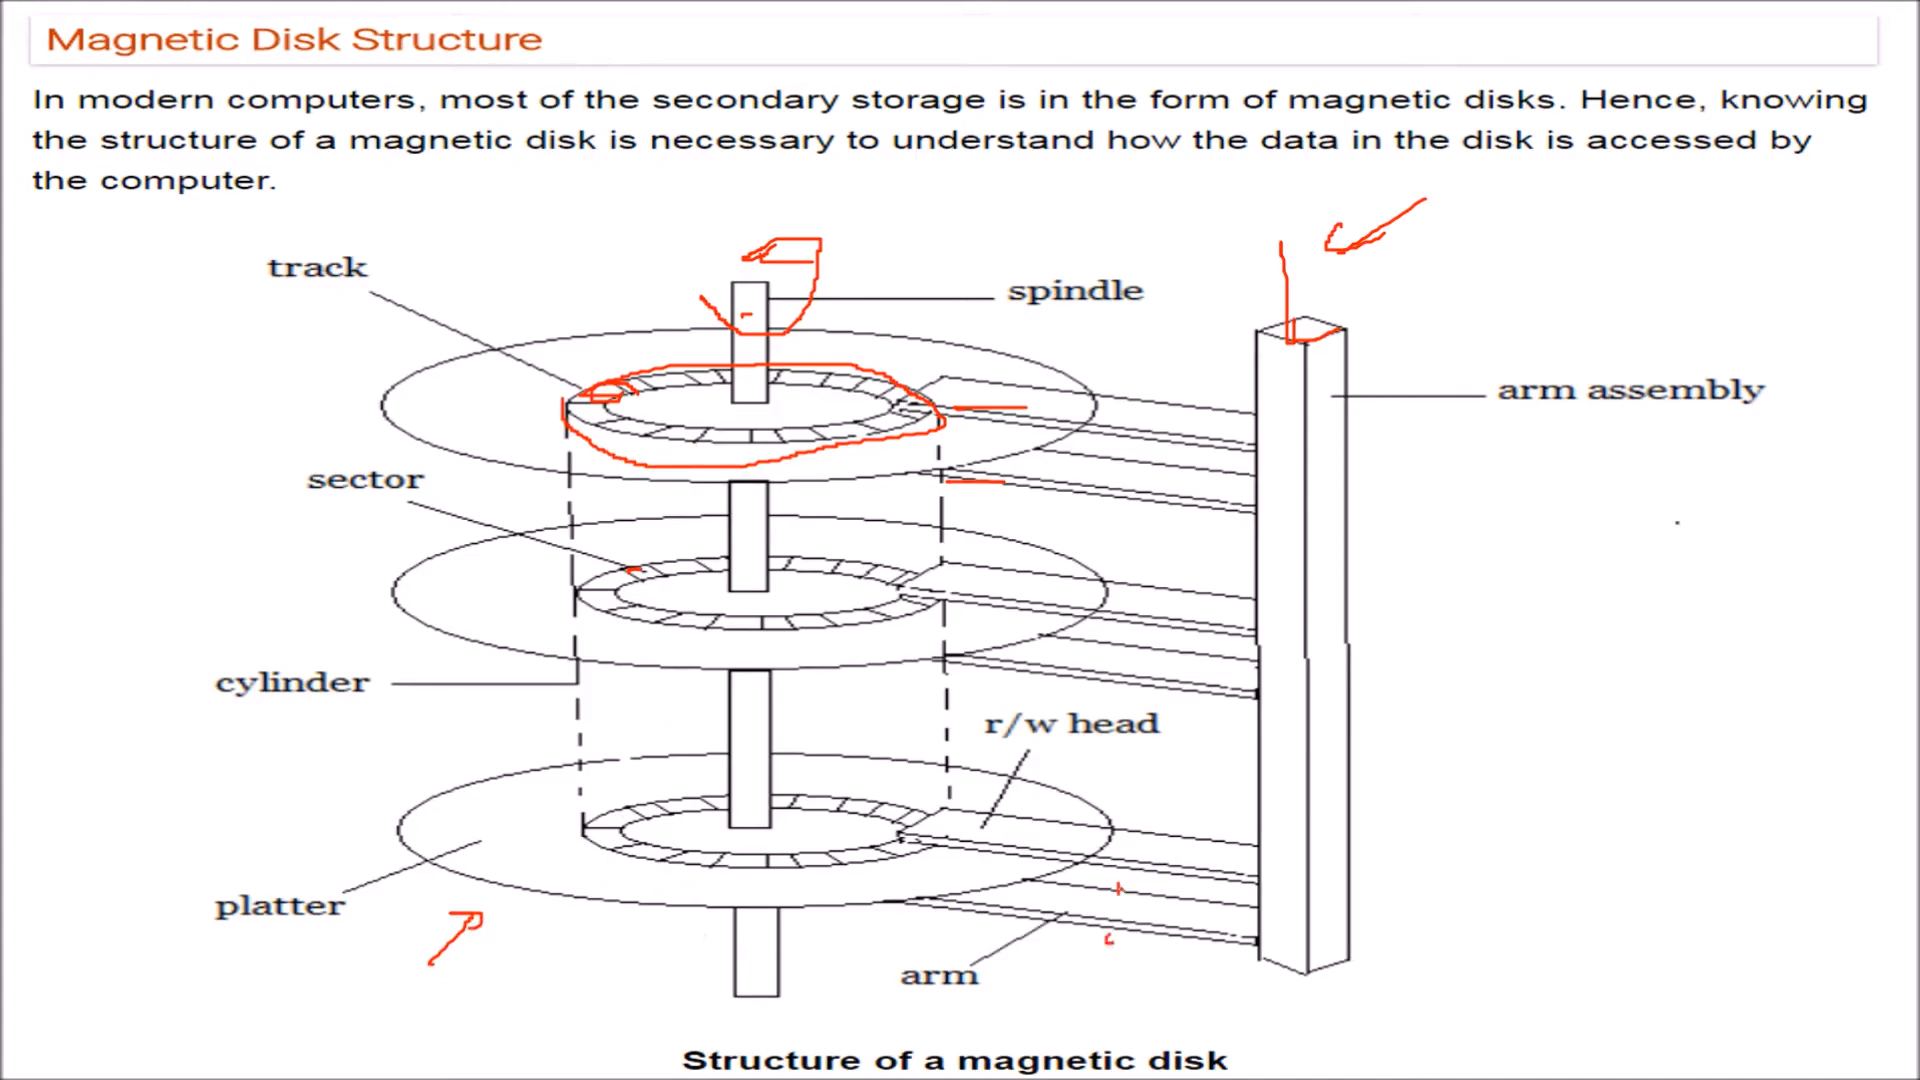 Magnetic Disk Structure
In modern computers, most of the secondary storage is in the form of magnetic disks. Hence, knowing
the structure of a magnetic disk is necessary to understand how the data in the disk is accessed by
the computer.
track
spindle
arm assembly
sector
cylinder
r/w head
platter
arm
Structure of a magnetic disk